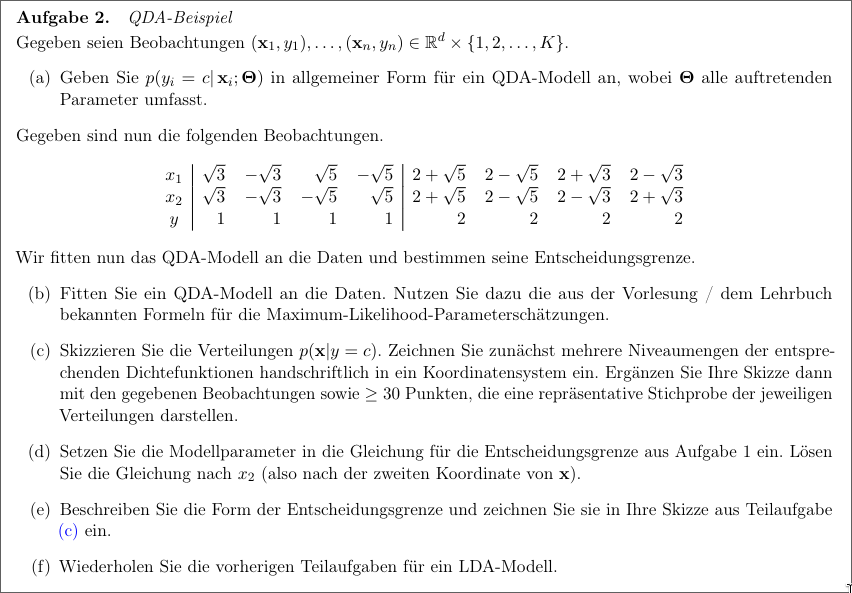 Aufgabe 2. QDA-Beispiel
Gegeben seien Beobachtungen (x₁, y₁), . . . , (xₙ, yₙ) ∈ ℝᵈ × {1, 2, . . . , K}.
(a) Geben Sie p(yᵢ = c| xᵢ; Θ) in allgemeiner Form für ein QDA-Modell an, wobei Θ alle auftretenden
Parameter umfasst.
Gegeben sind nun die folgenden Beobachtungen.
x₁ | √3 −√3 √5 −√5 | 2 + √5 2 − √5 2 + √3 2 − √3
x₂ | √3 −√3 −√5 √5 | 2 + √5 2 − √5 2 − √3 2 + √3
y | 1 1 1 1 | 2 2 2 2
Wir fitten nun das QDA-Modell an die Daten und bestimmen seine Entscheidungsgrenze.
(b) Fitten Sie ein QDA-Modell an die Daten. Nutzen Sie dazu die aus der Vorlesung / dem Lehrbuch
bekannten Formeln für die Maximum-Likelihood-Parameterschätzungen.
(c) Skizzieren Sie die Verteilungen p(x|y = c). Zeichnen Sie zunächst mehrere Niveaumengen der entspre-
chenden Dichtefunktionen handschriftlich in ein Koordinatensystem ein. Ergänzen Sie Ihre Skizze dann
mit den gegebenen Beobachtungen sowie ≥ 30 Punkten, die eine repräsentative Stichprobe der jeweiligen
Verteilungen darstellen.
(d) Setzen Sie die Modellparameter in die Gleichung für die Entscheidungsgrenze aus Aufgabe 1 ein. Lösen
Sie die Gleichung nach x₂ (also nach der zweiten Koordinate von x).
(e) Beschreiben Sie die Form der Entscheidungsgrenze und zeichnen Sie sie in Ihre Skizze aus Teilaufgabe
(c) ein.
(f) Wiederholen Sie die vorherigen Teilaufgaben für ein LDA-Modell.